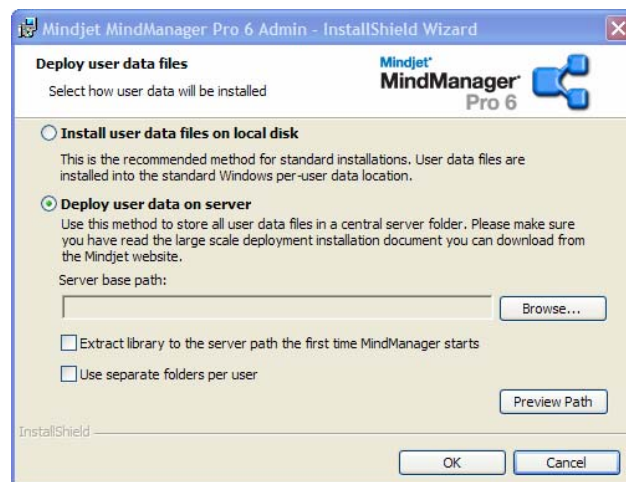 Mindjet MindManager Pro 6 Admin - InstallShield Wizard
Deploy user data files
Select how user data will be installed
Mindjet
MindManager
Pro 6
Install user data files on local disk
This is the recommended method for standard installations. User data files are
installed into the standard Windows per-user data location.
Deploy user data on server
Use this method to store all user data files in a central server folder. Please make sure
you have read the large scale deployment installation document you can download from
the Mindjet website.
Server base path:
Browse...
Extract library to the server path the first time MindManager starts
Use separate folders per user
Preview Path
InstallShield
OK Cancel